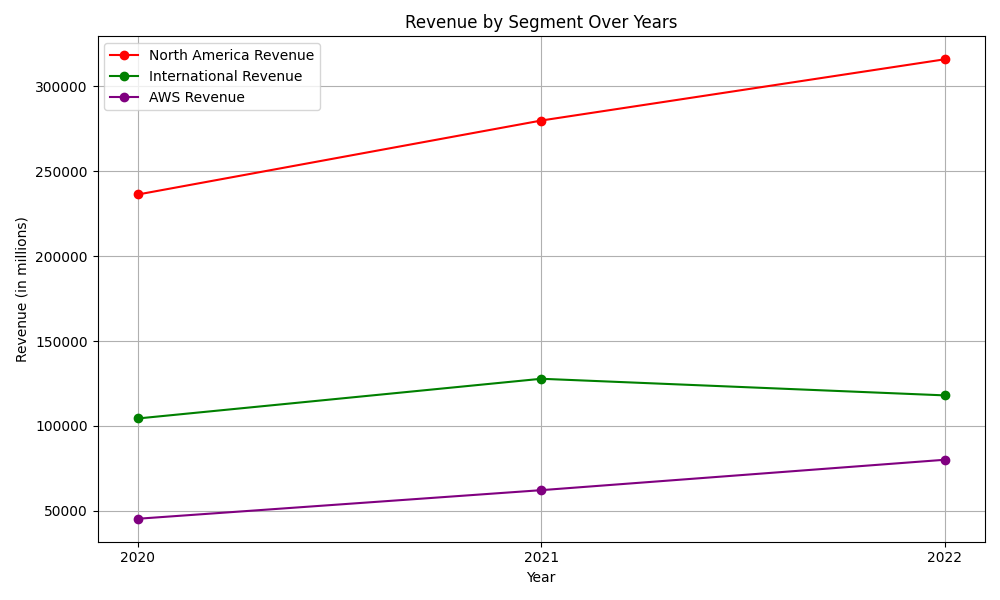 Revenue by Segment Over Years
North America Revenue
International Revenue
AWS Revenue
Revenue (in millions)
300000
250000
200000
150000
100000
50000
2020
2021
2022
Year